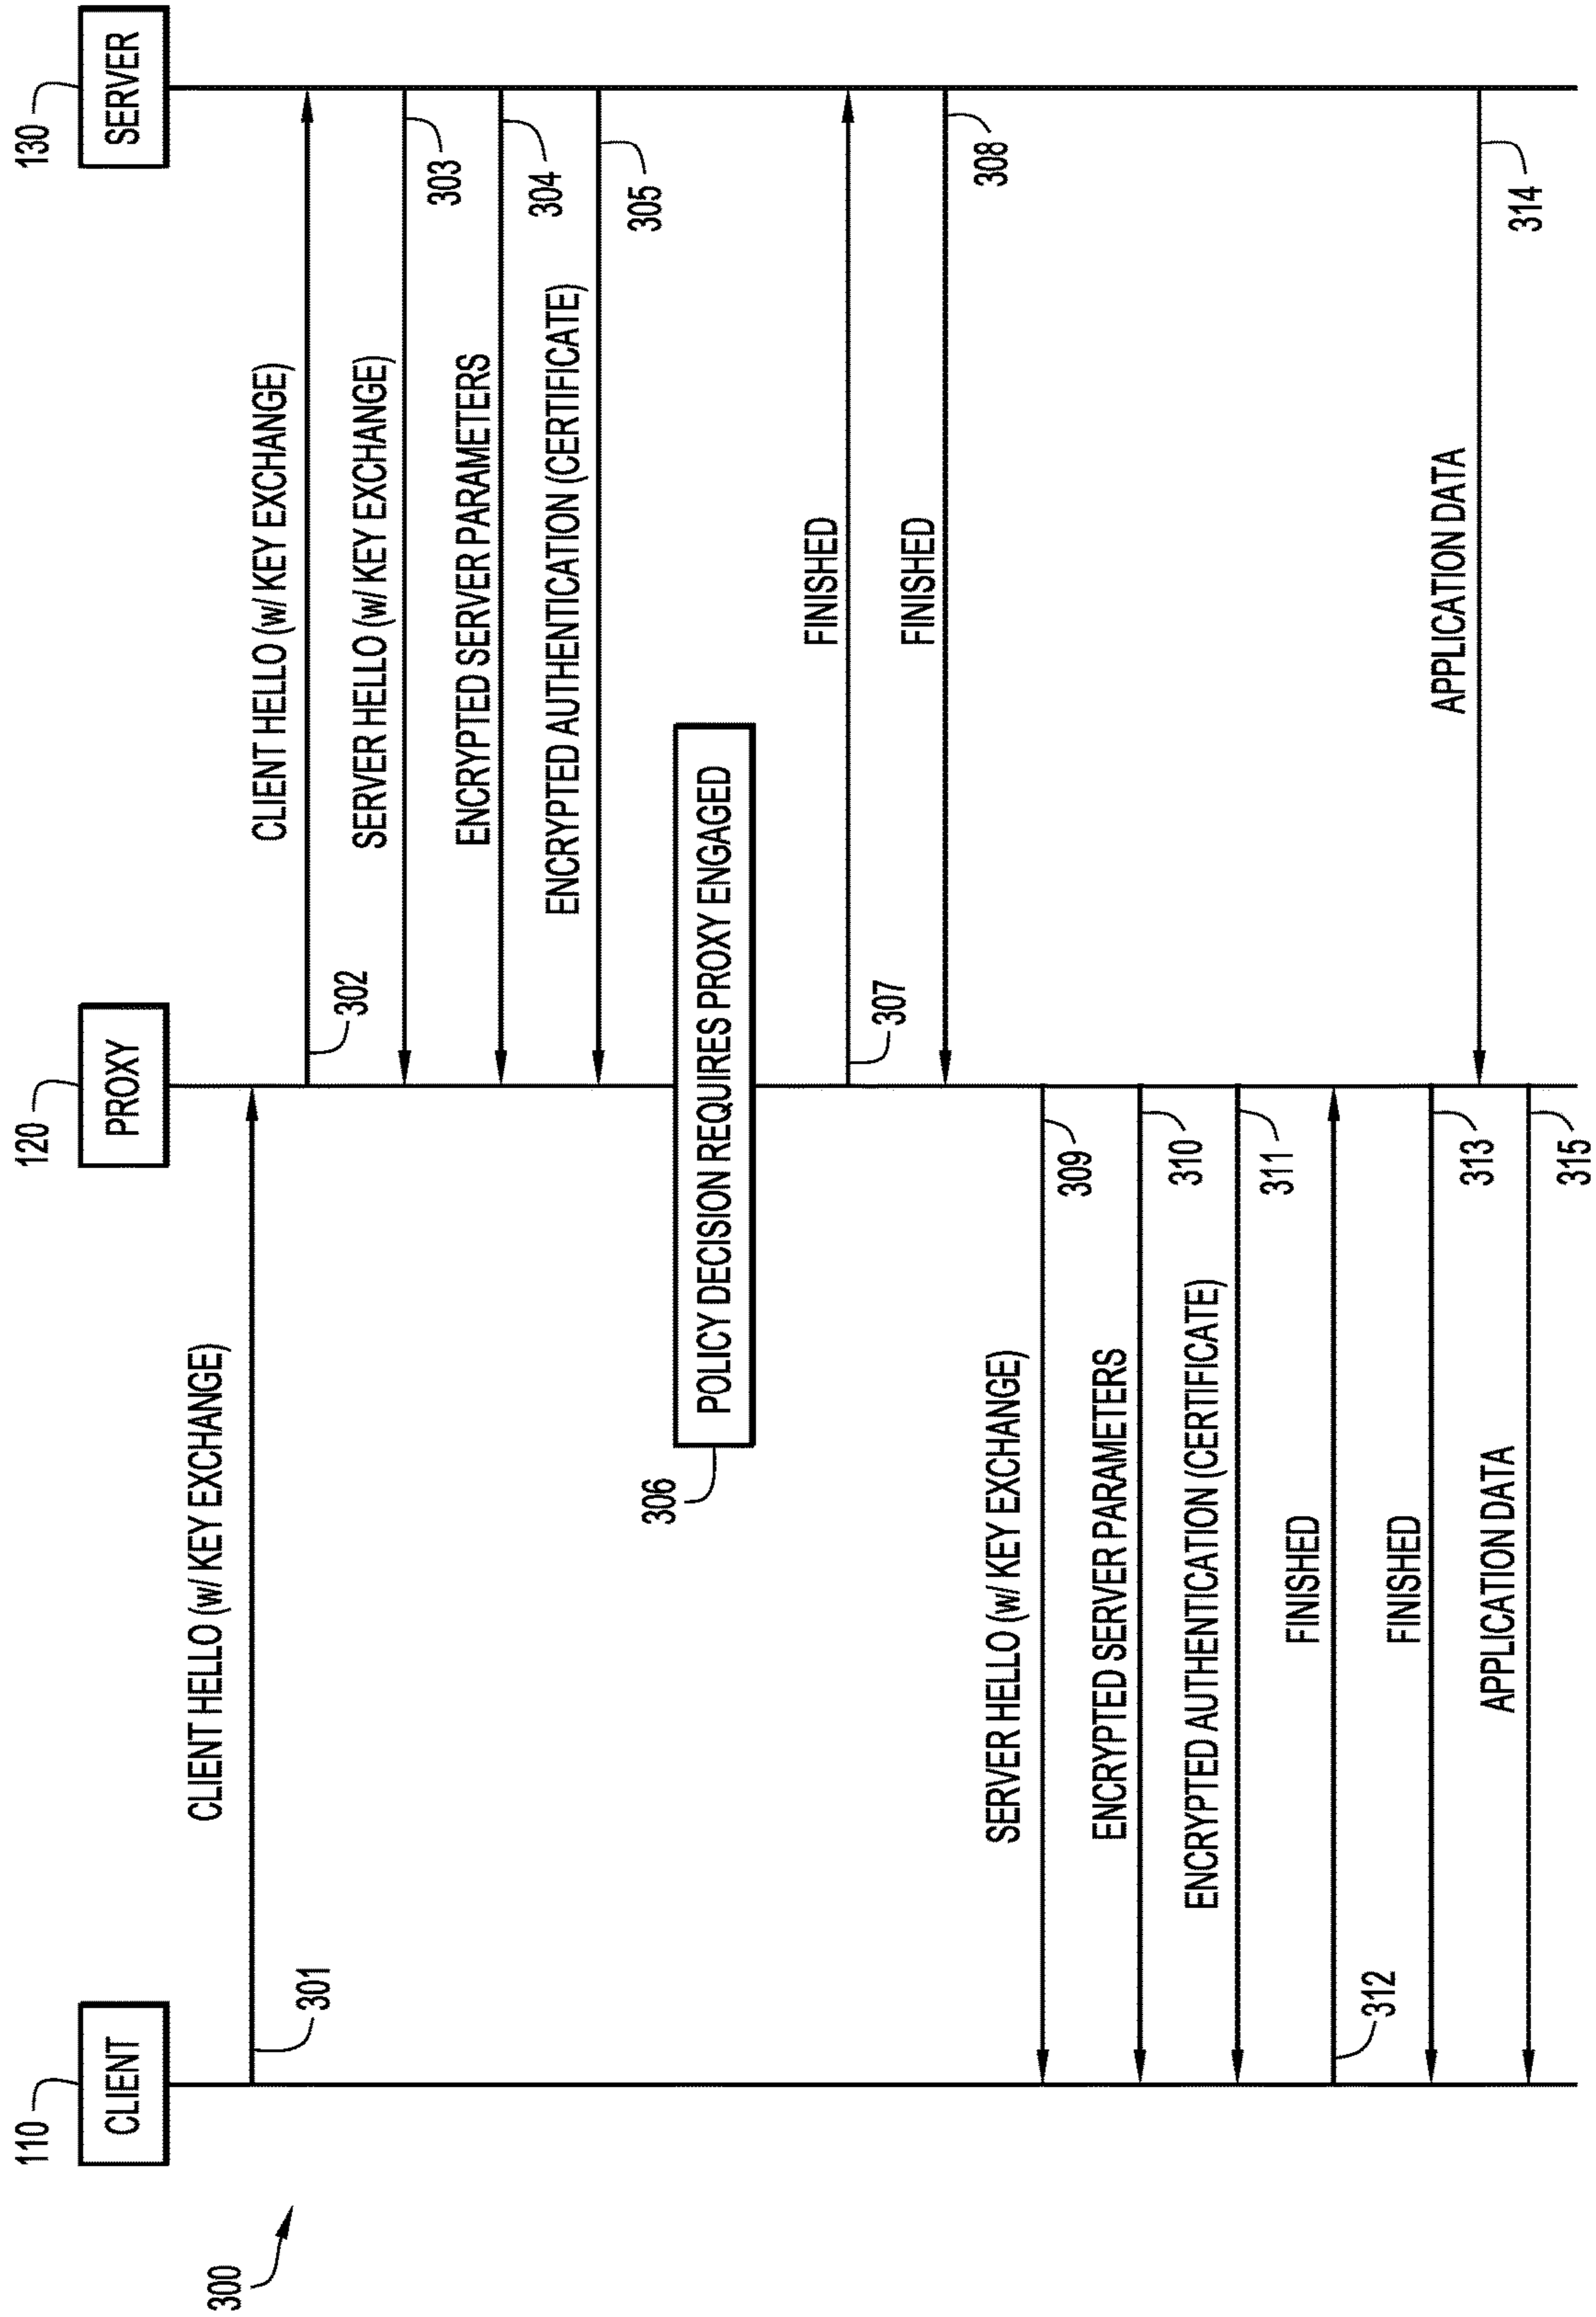 300
110
CLIENT
120
PROXY
130
SERVER
CLIENT HELLO (w/ KEY EXCHANGE)
301
CLIENT HELLO (w/ KEY EXCHANGE)
302
SERVER HELLO (w/ KEY EXCHANGE)
303
ENCRYPTED SERVER PARAMETERS
304
ENCRYPTED AUTHENTICATION (CERTIFICATE)
305
306
POLICY DECISION REQUIRES PROXY ENGAGED
FINISHED
307
FINISHED
308
SERVER HELLO (w/ KEY EXCHANGE)
309
ENCRYPTED SERVER PARAMETERS
310
ENCRYPTED AUTHENTICATION (CERTIFICATE)
311
FINISHED
312
FINISHED
313
APPLICATION DATA
314
APPLICATION DATA
315